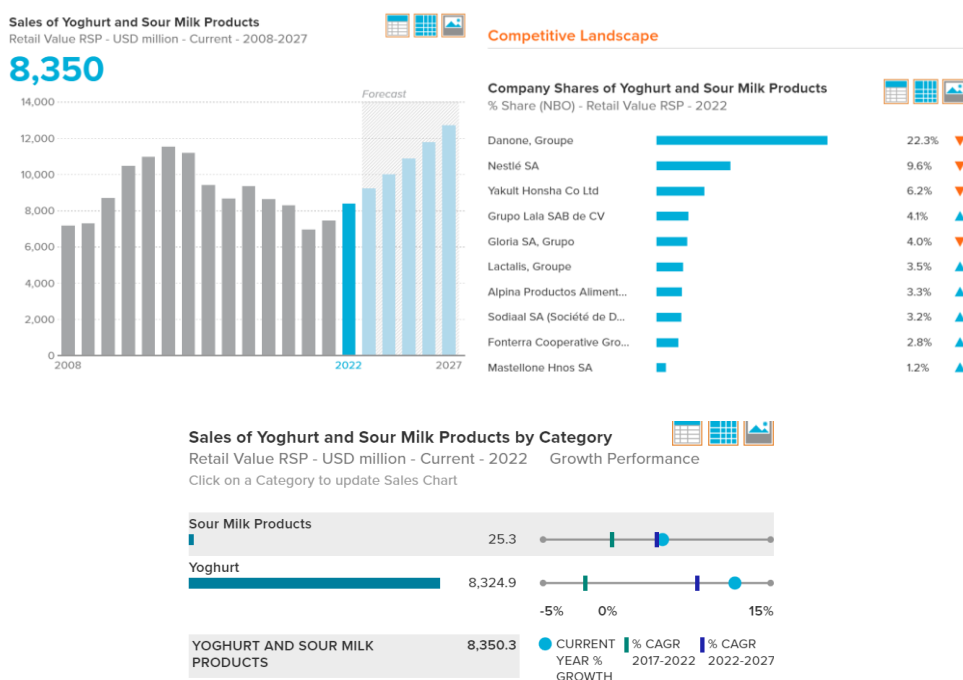 Sales of Yoghurt and Sour Milk Products
Retail Value RSP - USD million - Current - 2008-2027
8,350
Forecast
14,000
12,000
10,000
8,000
6,000
4,000
2,000
0
2008
2022
2027
Competitive Landscape
Company Shares of Yoghurt and Sour Milk Products
% Share (NBO) - Retail Value RSP - 2022
Danone, Groupe 22.3%
Nestlé SA 9.6%
Yakult Honsha Co Ltd 6.2%
Grupo Lala SAB de CV 4.1%
Gloria SA, Grupo 4.0%
Lactalis, Groupe 3.5%
Alpina Productos Aliment... 3.3%
Sodiaal SA (Société de D... 3.2%
Fonterra Cooperative Gro... 2.8%
Mastellone Hnos SA 1.2%
Sales of Yoghurt and Sour Milk Products by Category
Retail Value RSP - USD million - Current - 2022 Growth Performance
Click on a Category to update Sales Chart
Sour Milk Products
25.3
Yoghurt
8,324.9
-5% 0% 15%
YOGHURT AND SOUR MILK
PRODUCTS
8,350.3
CURRENT
YEAR %
GROWTH
% CAGR
2017-2022
% CAGR
2022-2027